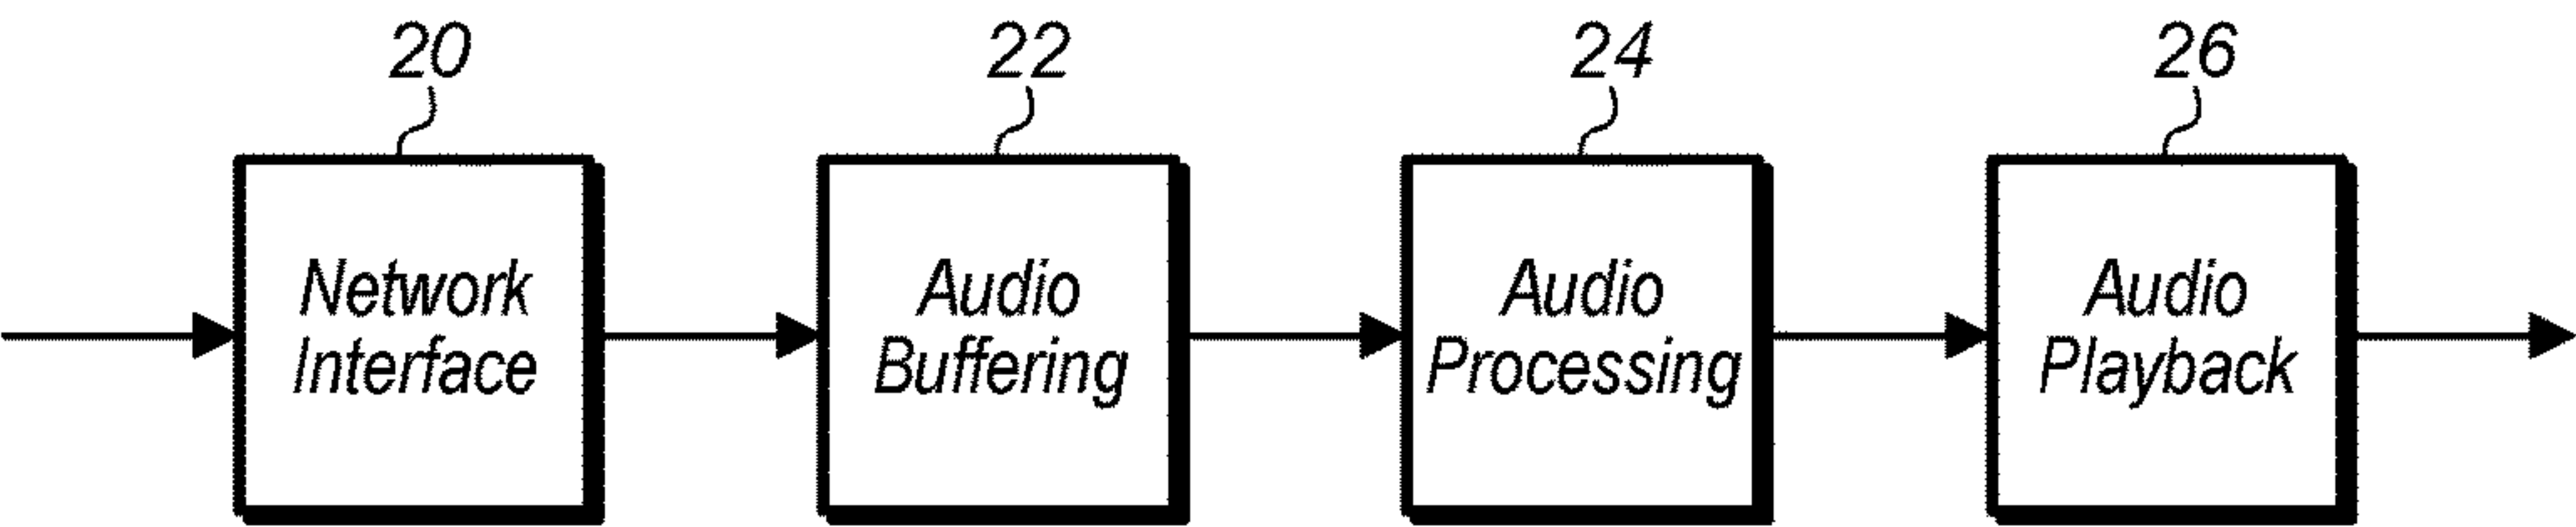 20
22
24
26
Network
Interface
Audio
Buffering
Audio
Processing
Audio
Playback